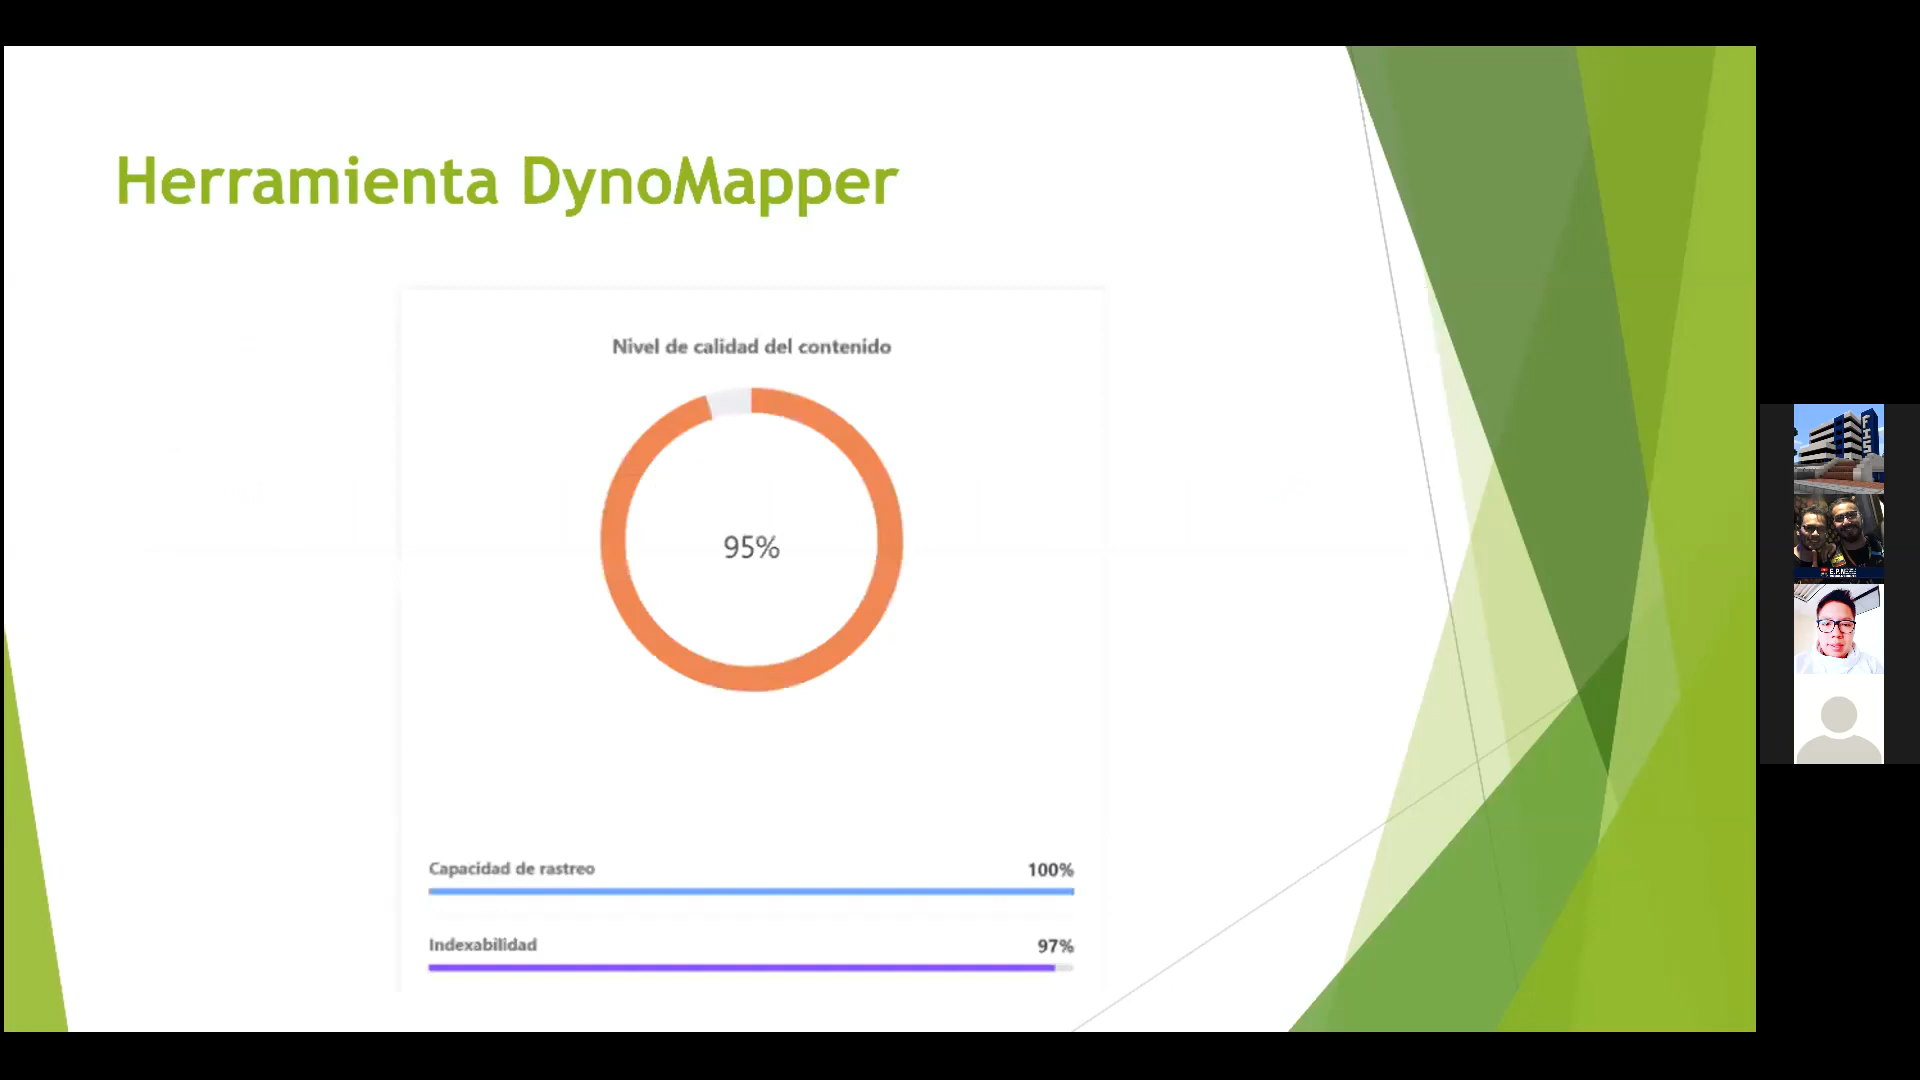 Herramienta DynoMapper
Nivel de calidad del contenido
95%
Capacidad de rastreo 100%
Indexabilidad 97%